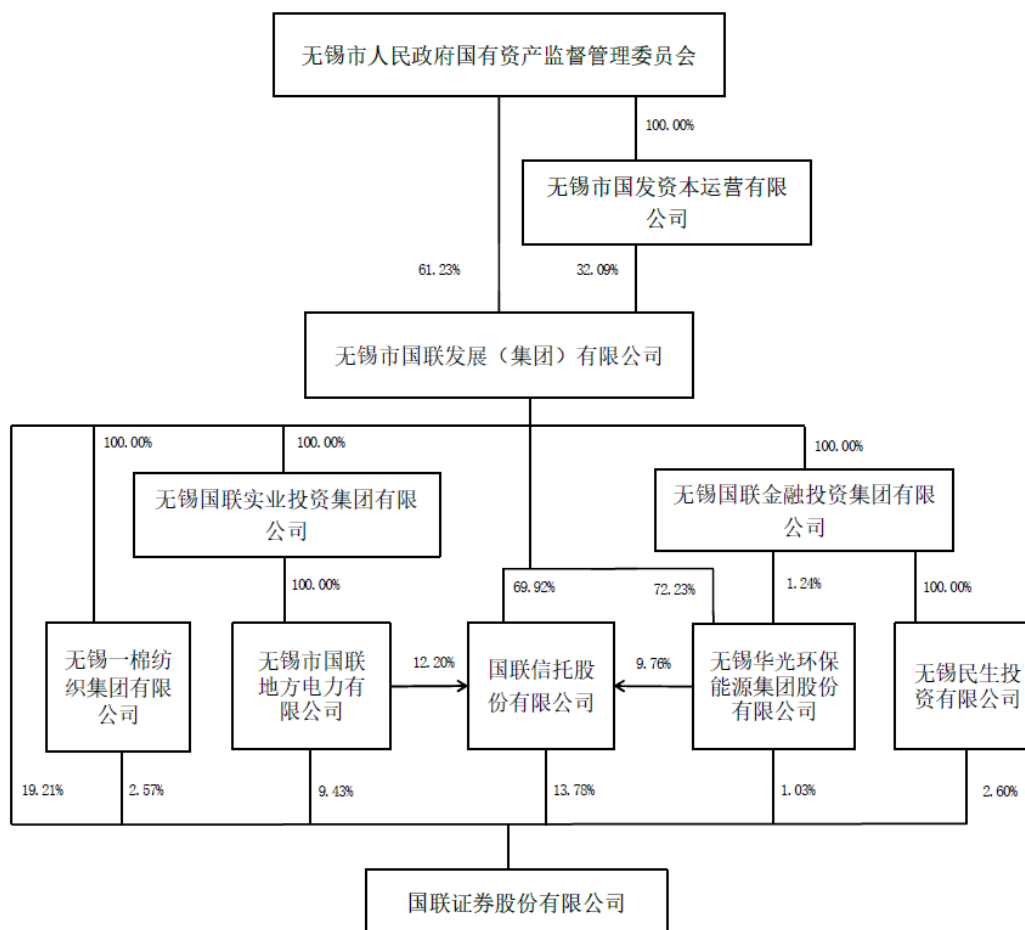 无锡市人民政府国有资产监督管理委员会
100.00%
无锡市国发资本运营有限
公司
61.23%
32.09%
无锡市国联发展（集团）有限公司
100.00%
100.00%
100.00%
无锡国联实业投资集团有限
公司
无锡国联金融投资集团有限
公司
100.00%
69.92%
72.23%
1.24%
100.00%
无锡一棉纺
织集团有限
公司
无锡市国联
地方电力有
限公司
12.20%
国联信托股
份有限公司
9.76%
无锡华光环保
能源集团股份
有限公司
无锡民生投
资有限公司
19.21%
2.57%
9.43%
13.78%
1.03%
2.60%
国联证券股份有限公司